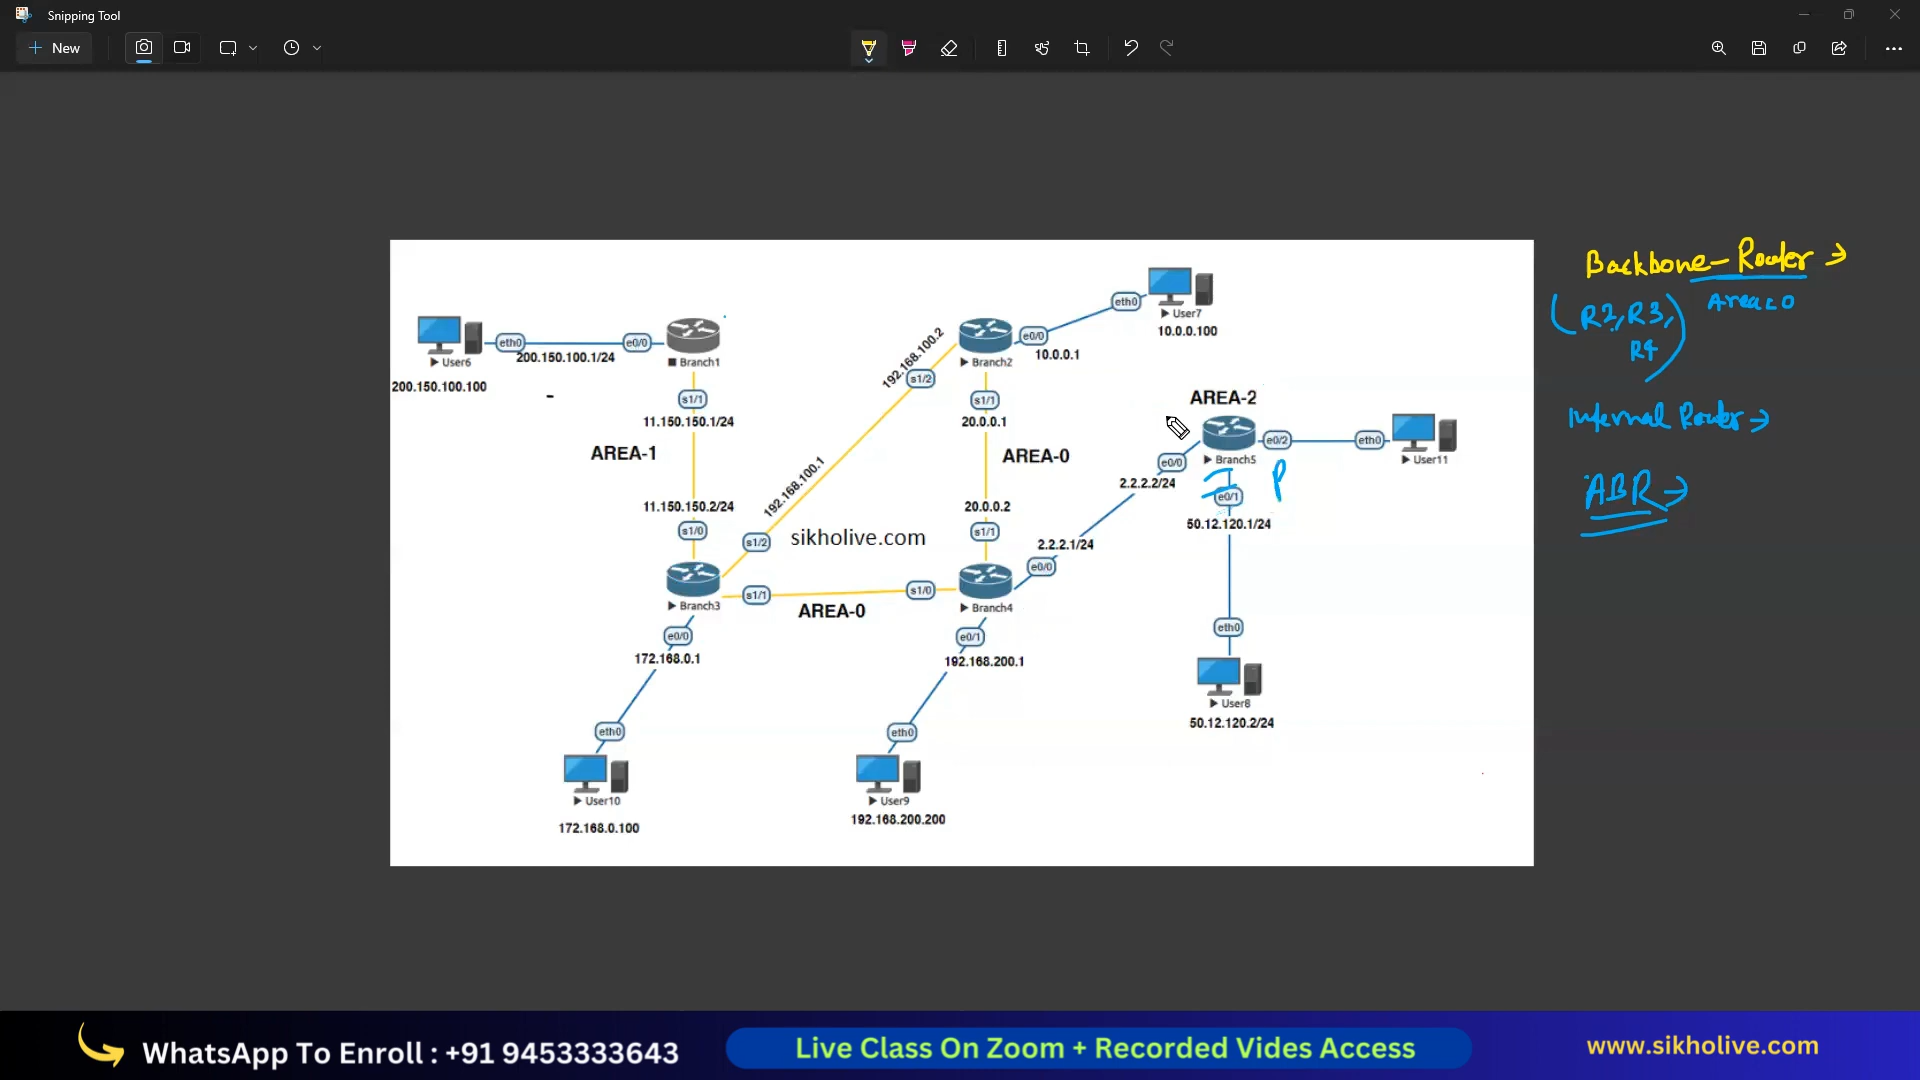 Snipping Tool
New
Backbone-Router →
Area=0
(R2, R3,
R4)
Internal Router →
ABR →
eth0
User7
10.0.0.100
e0/0
10.0.0.1
eth0
e0/0
User6
200.150.100.1/24
200.150.100.100
Branch1
s1/1
11.150.150.1/24
192.168.100.2
s1/2
Branch2
s1/1
20.0.0.1
AREA-1
AREA-0
AREA-2
e0/2
eth0
Branch5
User11
e0/0
2.2.2.2/24
P
e0/1
50.12.120.1/24
192.168.100.1
11.150.150.2/24
20.0.0.2
s1/0
s1/2
sikholive.com
s1/1
2.2.2.1/24
e0/0
Branch3
s1/1
s1/0
AREA-0
Branch4
e0/0
172.168.0.1
e0/1
192.168.200.1
eth0
User8
50.12.120.2/24
eth0
User10
172.168.0.100
eth0
User9
192.168.200.200
WhatsApp To Enroll : +91 9453333643
Live Class On Zoom + Recorded Vides Access
www.sikholive.com